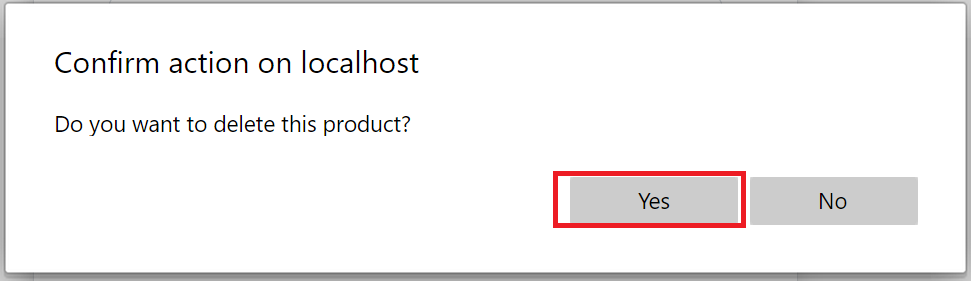 Confirm action on localhost
Do you want to delete this product?
Yes No